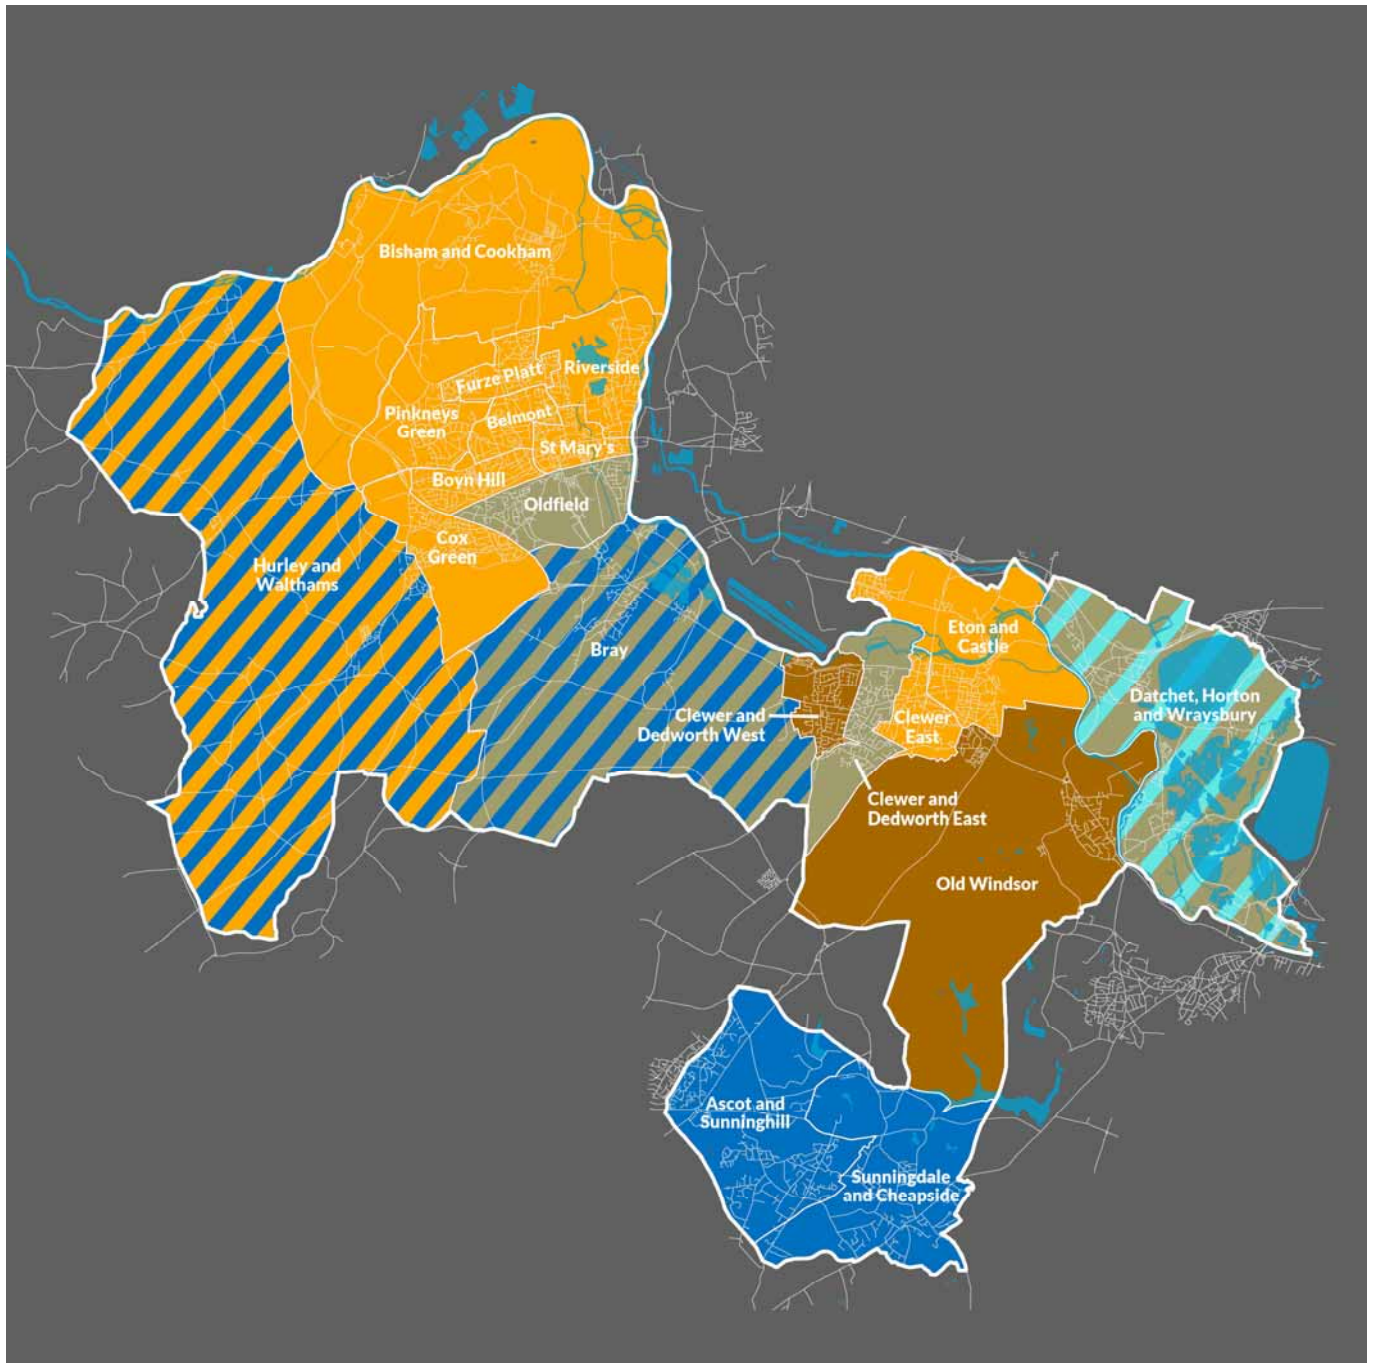 Bisham and Cookham
Riverside
Furze Platt
Pinkneys
Green
Belmont
St Mary's
Boyn Hill
Oldfield
Cox
Green
Hurley and
Walthams
Bray
Eton and
Castle
Datchet, Horton
and Wraysbury
Clewer and
Dedworth West
Clewer
East
Clewer and
Dedworth East
Old Windsor
Ascot and
Sunninghill
Sunningdale
and Cheapside